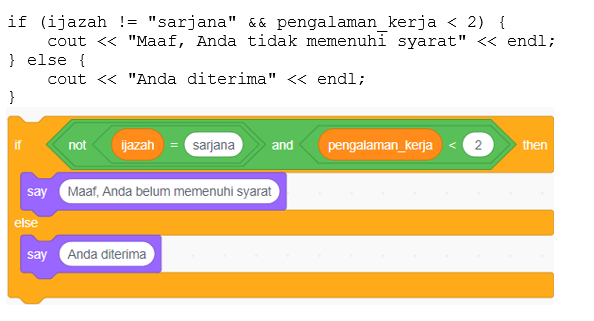 if (ijazah != "sarjana" && pengalaman_kerja < 2) {
cout << "Maaf, Anda tidak memenuhi syarat" << endl;
} else {
cout << "Anda diterima" << endl;
}
if not ijazah = sarjana and pengalaman_kerja < 2 then
say Maaf, Anda belum memenuhi syarat
else
say Anda diterima